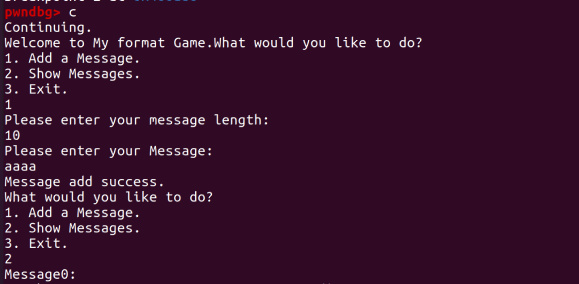 pwndbg> c
Continuing.
Welcome to My format Game.What would you like to do?
1. Add a Message.
2. Show Messages.
3. Exit.
1
Please enter your message length:
10
Please enter your Message:
aaaa
Message add success.
What would you like to do?
1. Add a Message.
2. Show Messages.
3. Exit.
2
Message0: